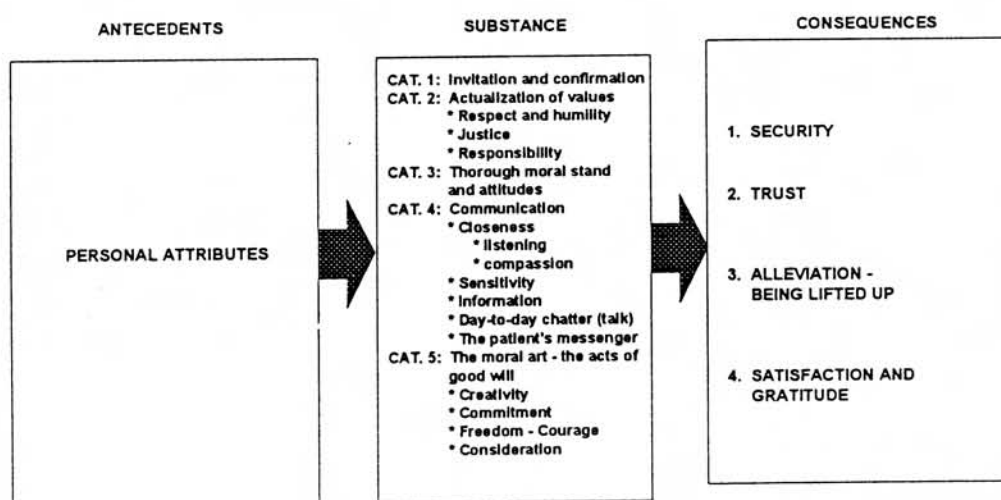 ANTECEDENTS
SUBSTANCE
CONSEQUENCES
PERSONAL ATTRIBUTES
CAT. 1: Invitation and confirmation
CAT. 2: Actualization of values
* Respect and humility
* Justice
* Responsibility
CAT. 3: Thorough moral stand
and attitudes
CAT. 4: Communication
* Closeness
* listening
* compassion
* Sensitivity
* Information
* Day-to-day chatter (talk)
* The patient's messenger
CAT. 5: The moral art - the acts of
good will
* Creativity
* Commitment
* Freedom - Courage
* Consideration
1. SECURITY
2. TRUST
3. ALLEVIATION -
BEING LIFTED UP
4. SATISFACTION AND
GRATITUDE